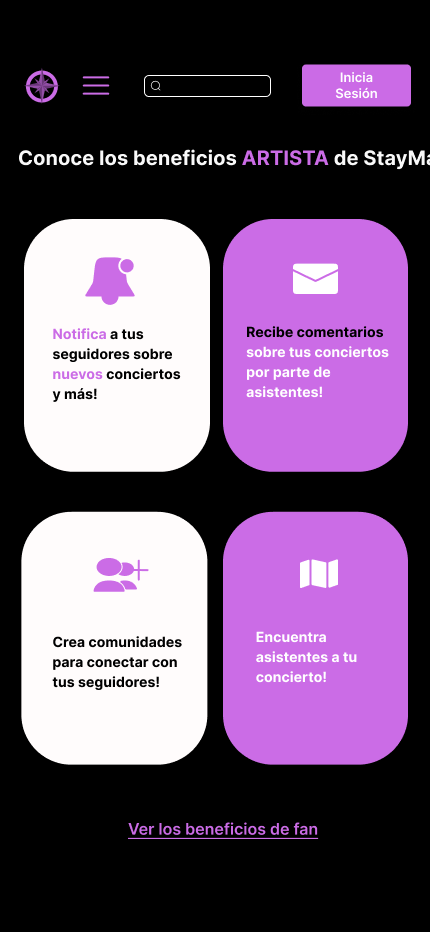 Inicia
Sesión
Conoce los beneficios ARTISTA de StayMa
Notifica a tus
seguidores sobre
nuevos conciertos
y más!
Recibe comentarios
sobre tus conciertos
por parte de
asistentes!
Crea comunidades
para conectar con
tus seguidores!
Encuentra
asistentes a tu
concierto!
Ver los beneficios de fan